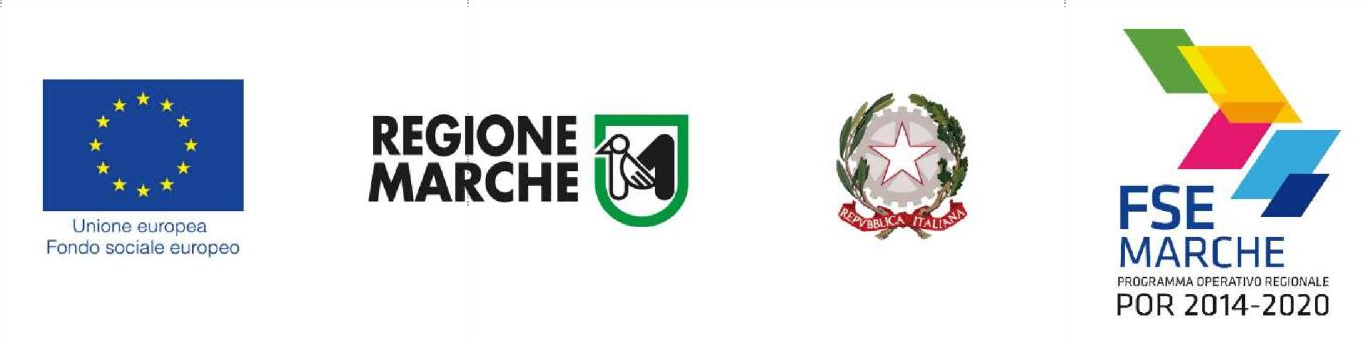 Unione europea
Fondo sociale europeo
REGIONE
MARCHE
REPVBBLICA ITALIANA
FSE
MARCHE
PROGRAMMA OPERATIVO REGIONALE
POR 2014-2020